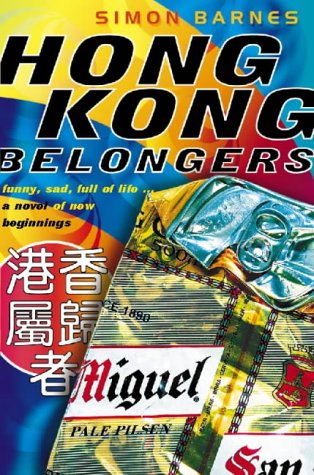 SIMON BARNES
HONG
KONG
BELONGERS
funny, sad, full of life ...
a novel of new
beginnings
香港
歸屬
者
CE 1890
Miguel
PALE PILSEN
San